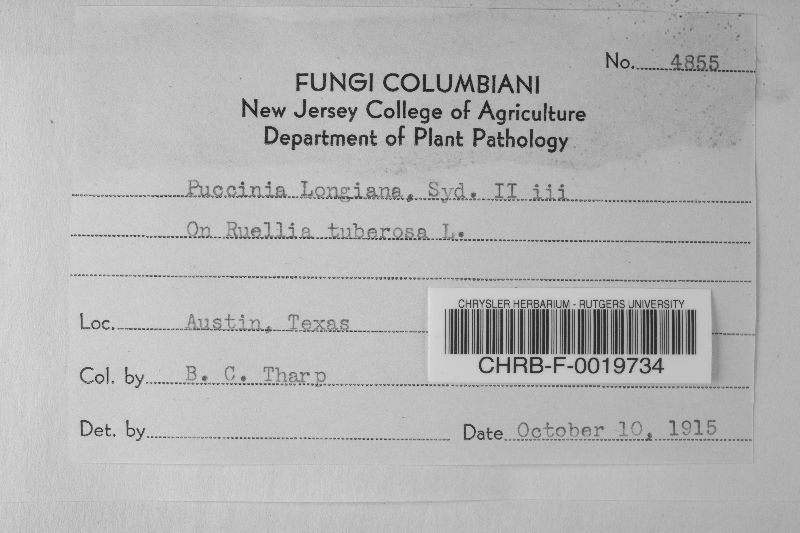 No. 4855
FUNGI COLUMBIANI
New Jersey College of Agriculture
Department of Plant Pathology
Puccinia Longiana, Syd. II iii
On Ruellia tuberosa L.
Loc. Austin, Texas
CHRYSLER HERBARIUM - RUTGERS UNIVERSITY
CHRB-F-0019734
Col. by B. C. Tharp
Det. by
Date October 10, 1915